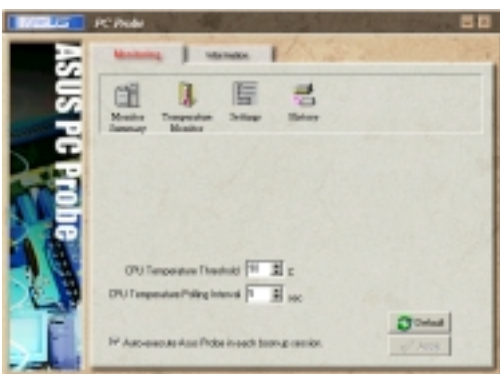 PC Probe
Monitoring
Information
ASUS PC Probe
Monitor Summary
Temperature Monitor
Settings
History
CPU Temperature Threshold
C
CPU Temperature Polling Interval
sec
Auto-execute Asus Probe in each boot-up session.
Default
Apply